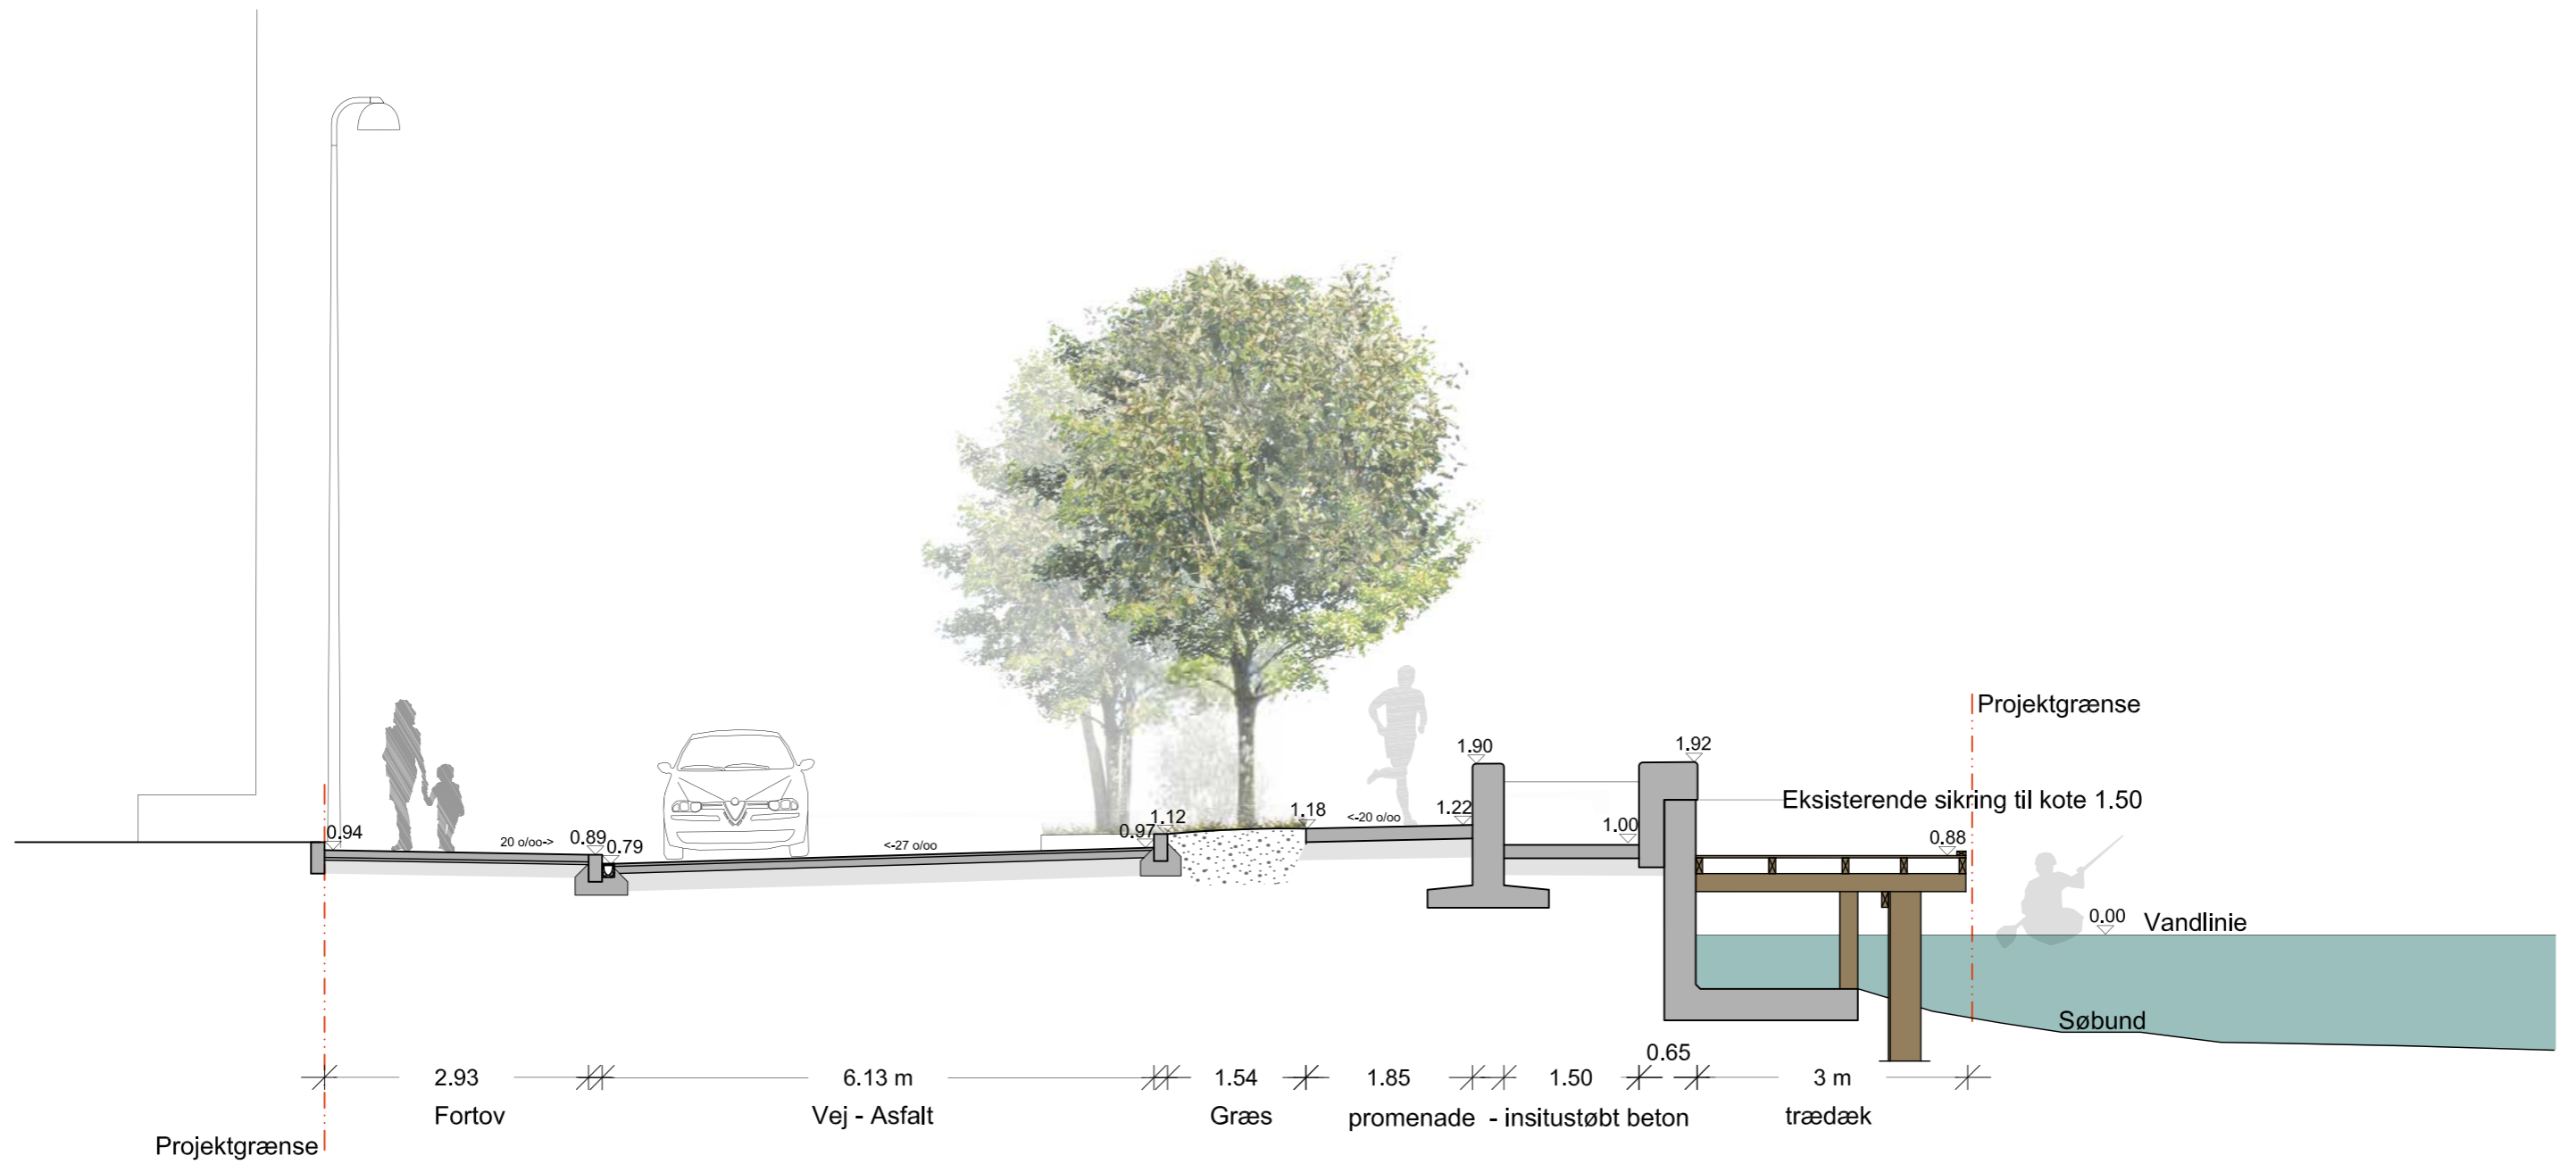 Projektgrænse
1.90
1.92
Eksisterende sikring til kote 1.50
0.94
20 o/oo->
0.89
0.79
<-27 o/oo
0.97
1.12
1.18
<-20 o/oo
1.22
1.00
0.88
0.00
Vandlinie
Søbund
2.93
6.13 m
1.54
1.85
1.50
0.65
3 m
Fortov
Vej - Asfalt
Græs
promenade - insitustøbt beton
trædæk
Projektgrænse